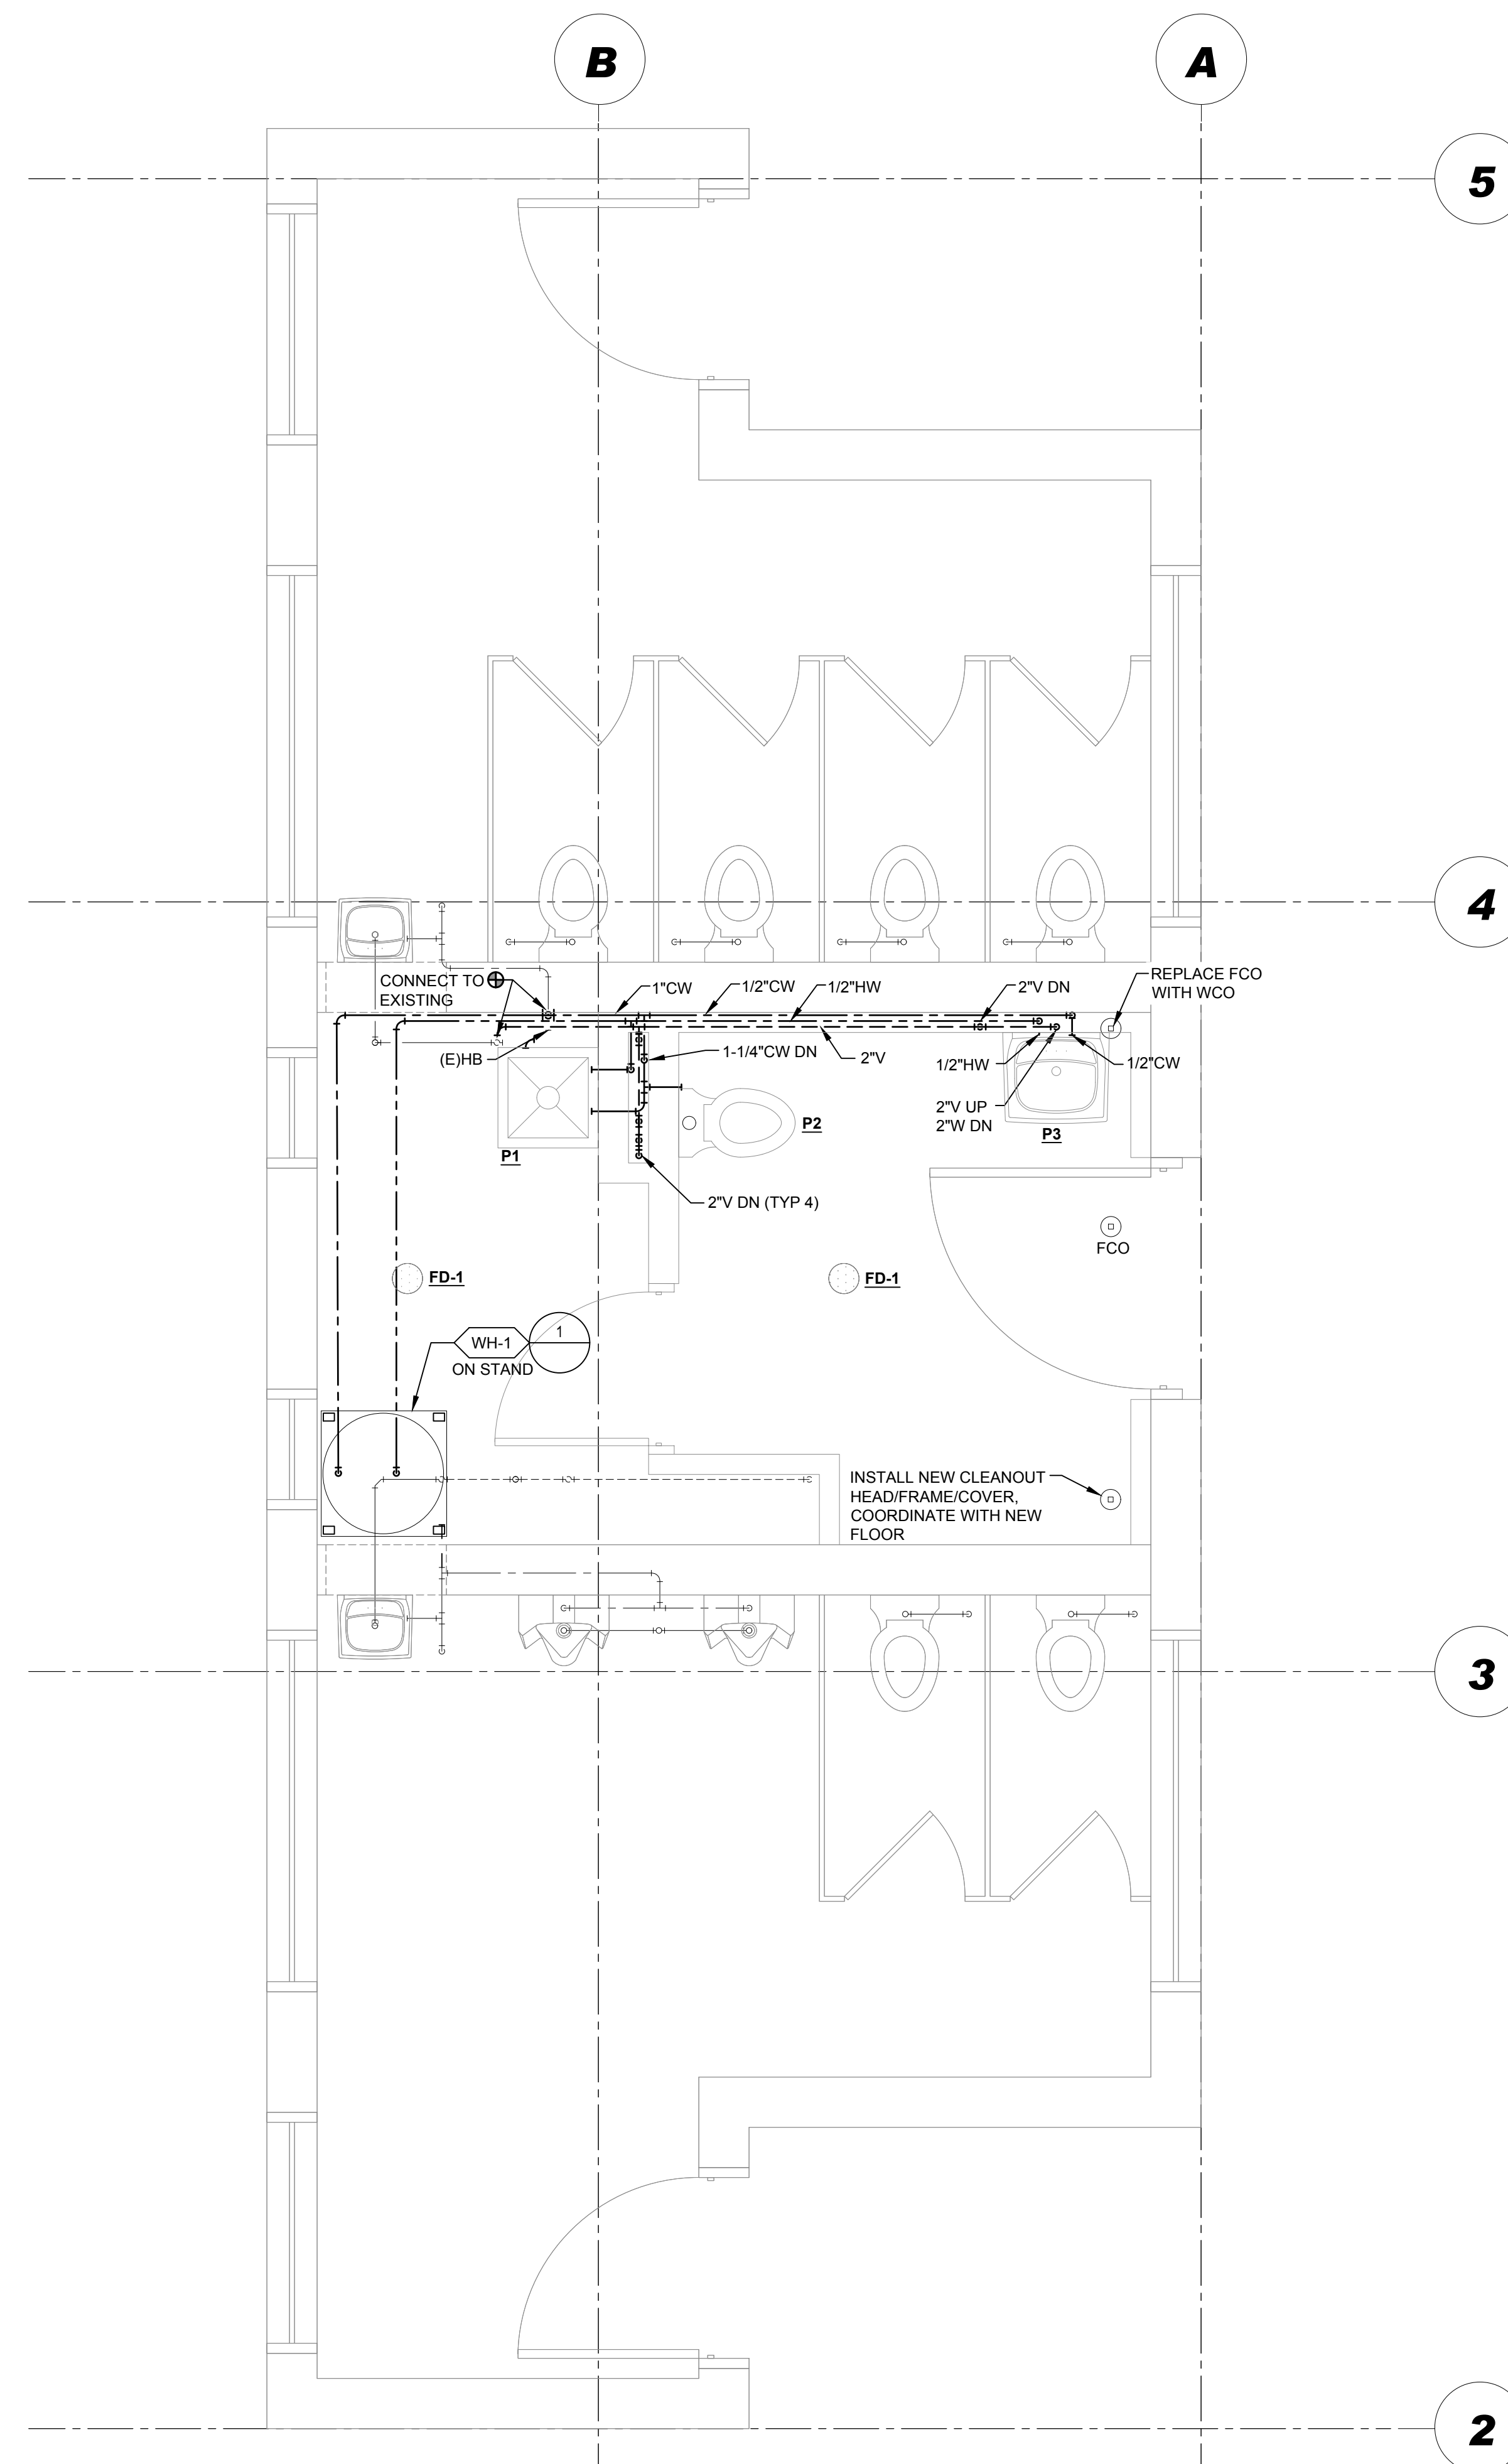 B
A
5
4
CONNECT TO
EXISTING
1"CW
1/2"CW
1/2"HW
2"V DN
REPLACE FCO
WITH WCO
(E)HB
1-1/4"CW DN
2"V
1/2"HW
1/2"CW
2"V UP
2"W DN
P1
P2
P3
2"V DN (TYP 4)
FCO
FD-1
FD-1
WH-1
1
ON STAND
INSTALL NEW CLEANOUT
HEAD/FRAME/COVER,
COORDINATE WITH NEW
FLOOR
3
2